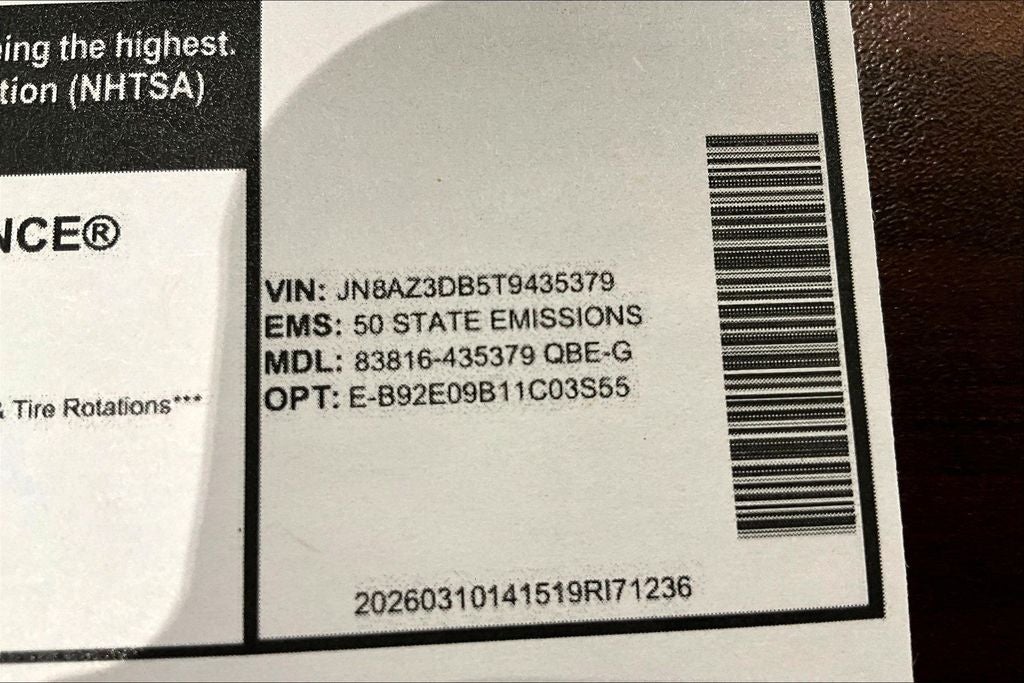 ing the highest.
tion (NHTSA)
NCE®
& Tire Rotations***
VIN: JN8AZ3DB5T9435379
EMS: 50 STATE EMISSIONS
MDL: 83816-435379 QBE-G
OPT: E-B92E09B11C03S55
20260310141519RI71236